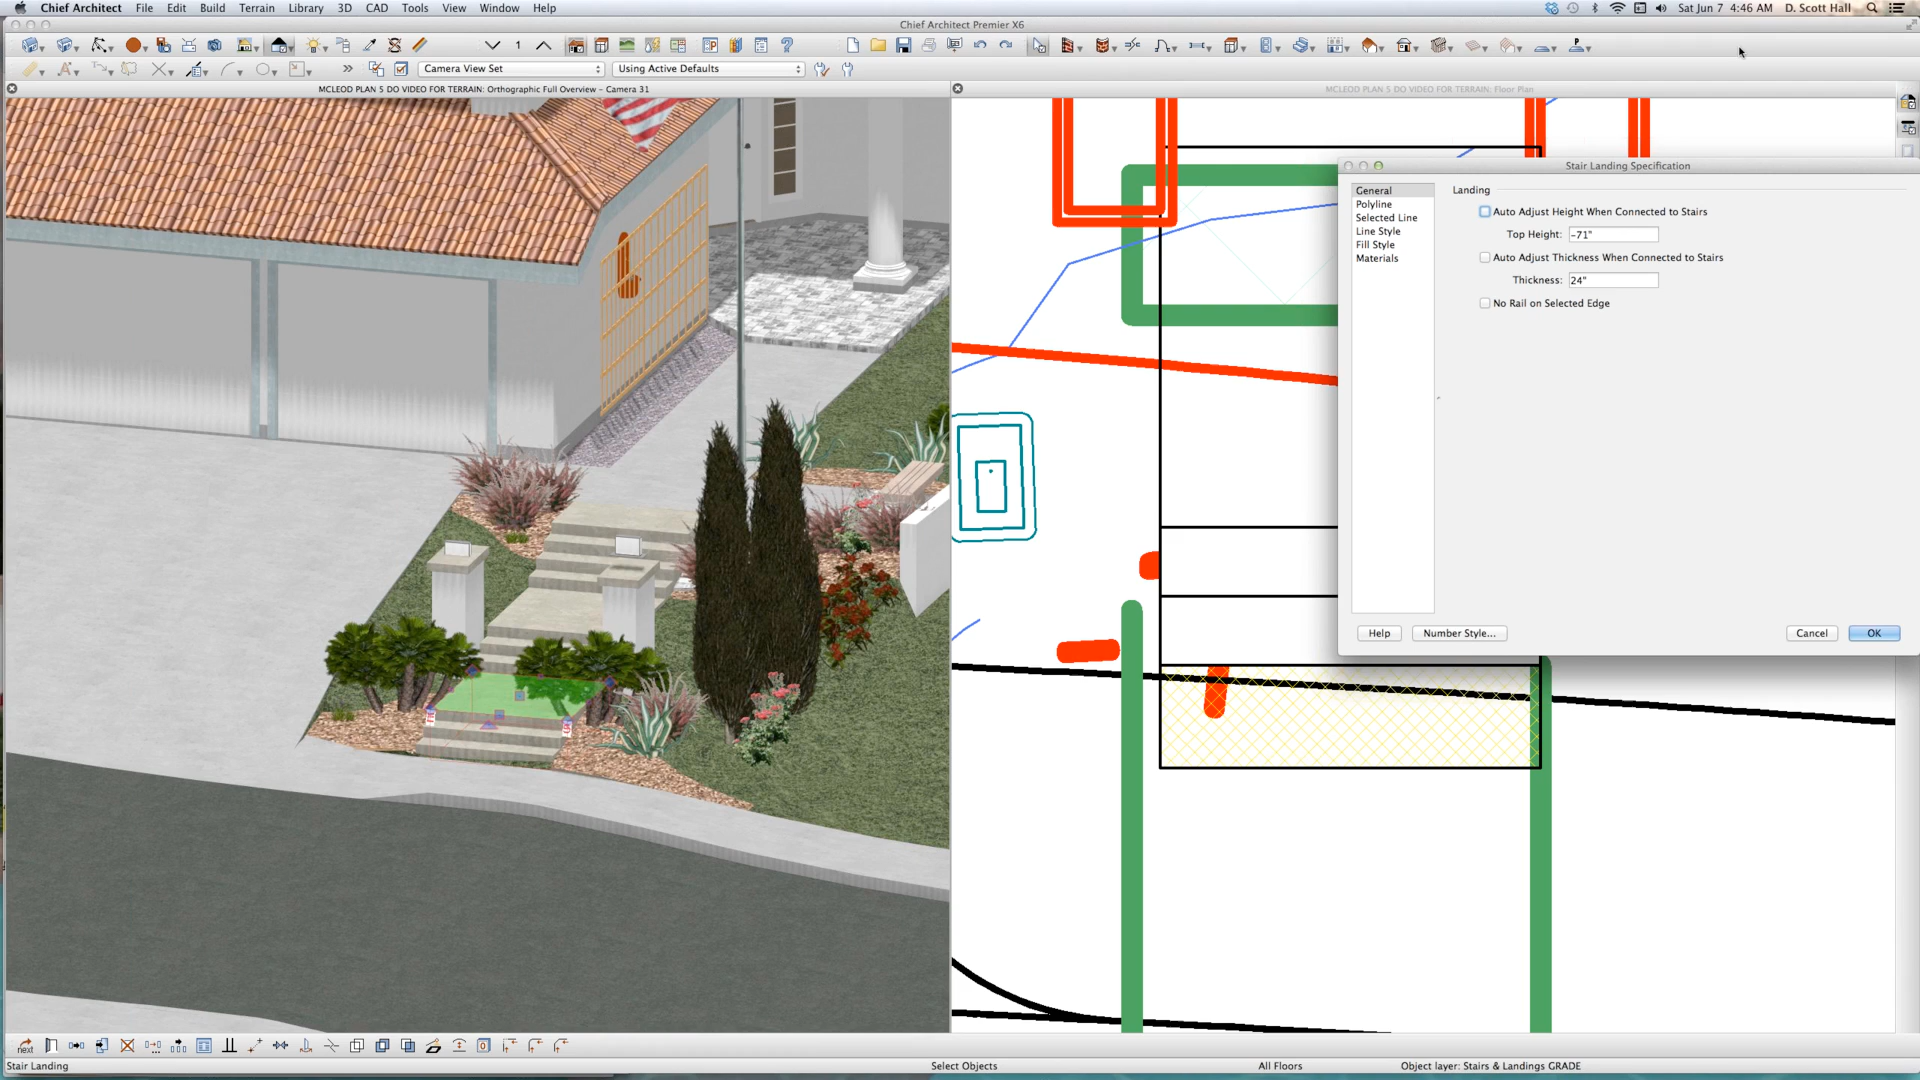 Chief Architect File Edit Build Terrain Library 3D CAD Tools View Window Help Sat Jun 7 4:46 AM D. Scott Hall
Chief Architect Premier X6
1
Camera View Set Using Active Defaults
MCLEOD PLAN 5 DO VIDEO FOR TERRAIN: Orthographic Full Overview - Camera 31
MCLEOD PLAN 5 DO VIDEO FOR TERRAIN: Floor Plan
Stair Landing Specification
General
Polyline
Selected Line
Line Style
Fill Style
Materials
Landing
Auto Adjust Height When Connected to Stairs
Top Height: -71"
Auto Adjust Thickness When Connected to Stairs
Thickness: 24"
No Rail on Selected Edge
Help Number Style... Cancel OK
next
Stair Landing Select Objects All Floors Object layer: Stairs & Landings GRADE